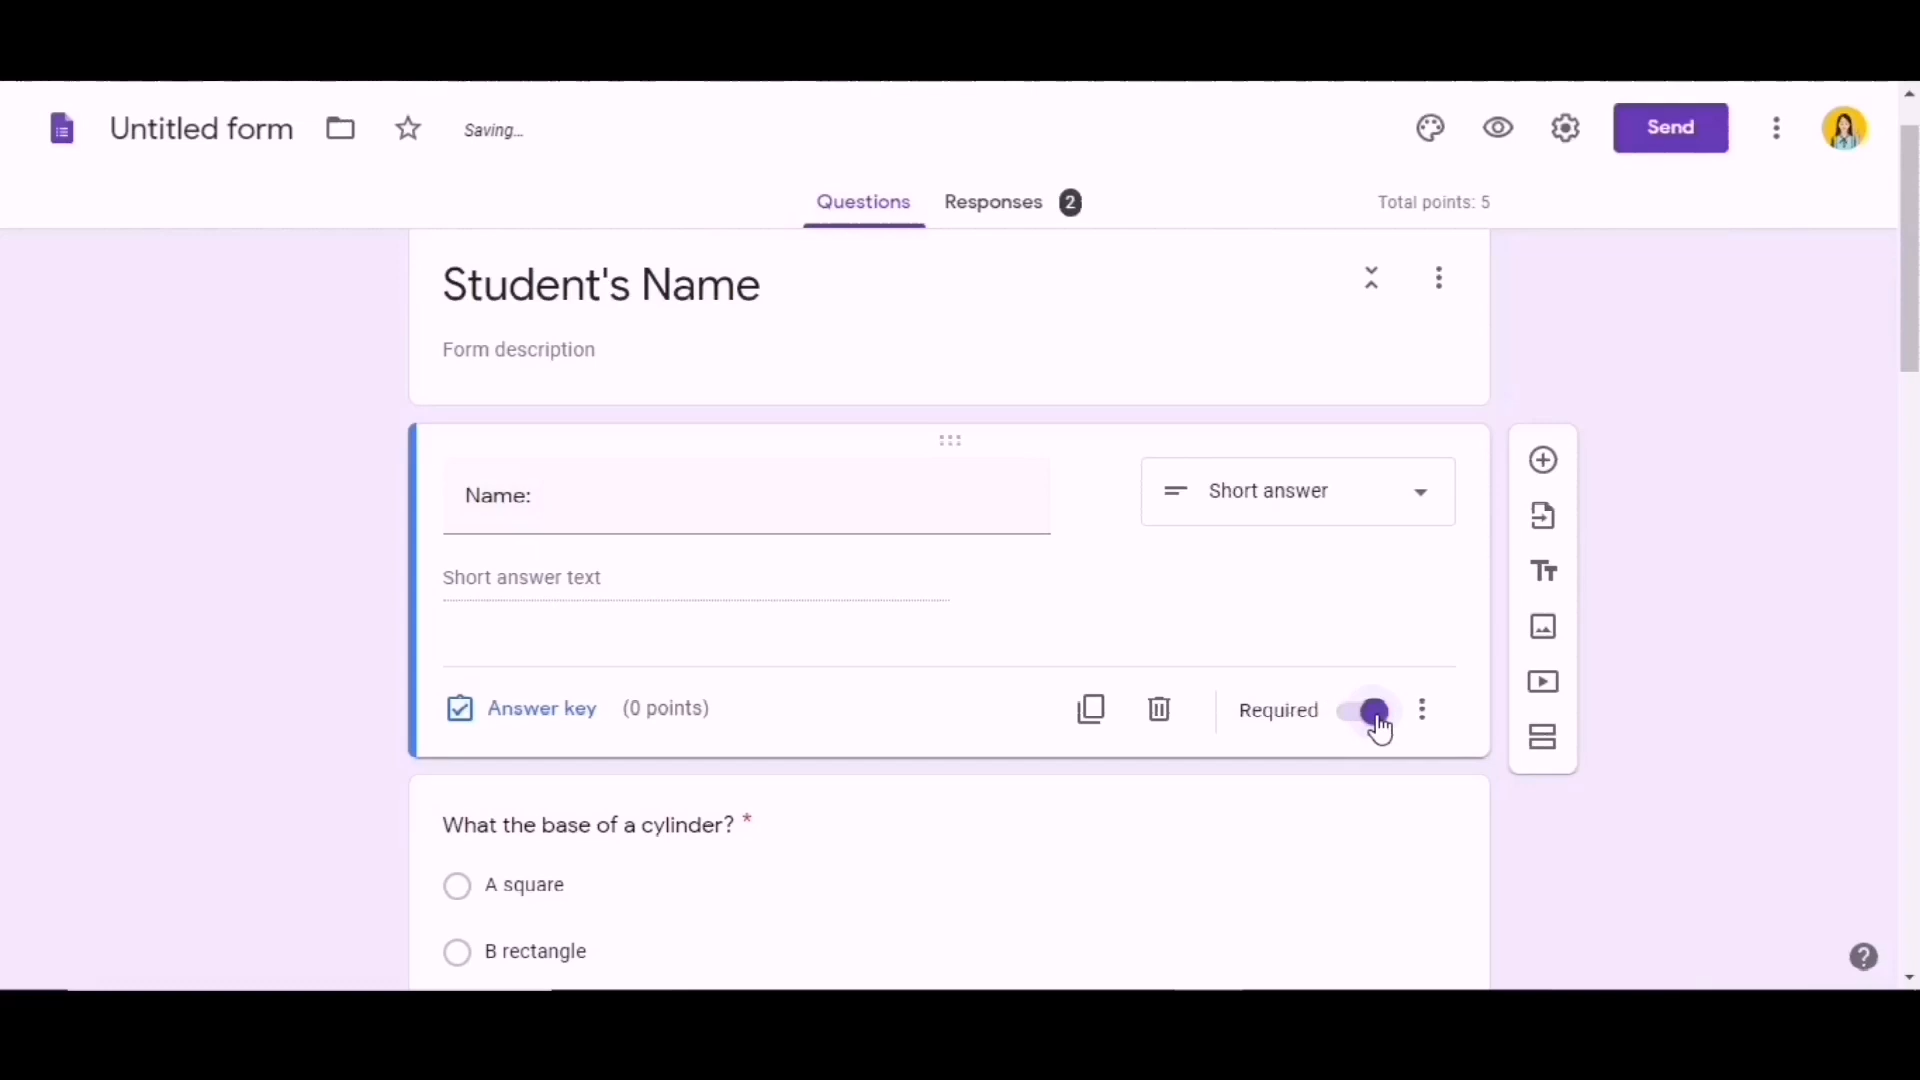 Untitled form
Saving...
Send
Questions
Responses 2
Total points: 5
Student's Name
Form description
Name:
Short answer
Short answer text
Answer key (0 points)
Required
What the base of a cylinder? *
A square
B rectangle